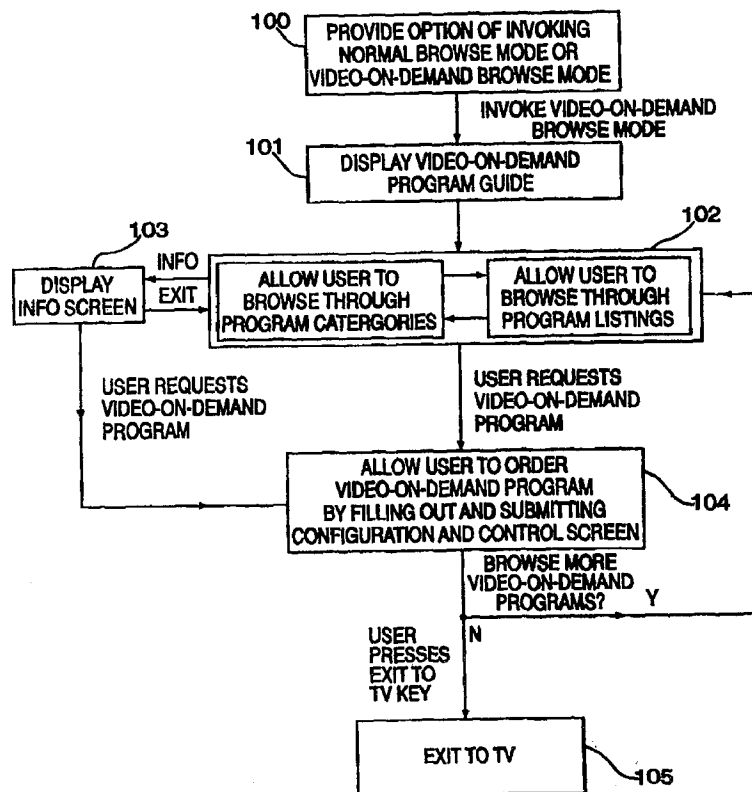 100
PROVIDE OPTION OF INVOKING
NORMAL BROWSE MODE OR
VIDEO-ON-DEMAND BROWSE MODE
INVOKE VIDEO-ON-DEMAND
BROWSE MODE
101
DISPLAY VIDEO-ON-DEMAND
PROGRAM GUIDE
102
103
DISPLAY
INFO SCREEN
INFO
EXIT
ALLOW USER TO
BROWSE THROUGH
PROGRAM CATERGORIES
ALLOW USER TO
BROWSE THROUGH
PROGRAM LISTINGS
USER REQUESTS
VIDEO-ON-DEMAND
PROGRAM
USER REQUESTS
VIDEO-ON-DEMAND
PROGRAM
ALLOW USER TO ORDER
VIDEO-ON-DEMAND PROGRAM
BY FILLING OUT AND SUBMITTING
CONFIGURATION AND CONTROL SCREEN
104
BROWSE MORE
VIDEO-ON-DEMAND
PROGRAMS?
Y
N
USER
PRESSES
EXIT TO
TV KEY
EXIT TO TV
105